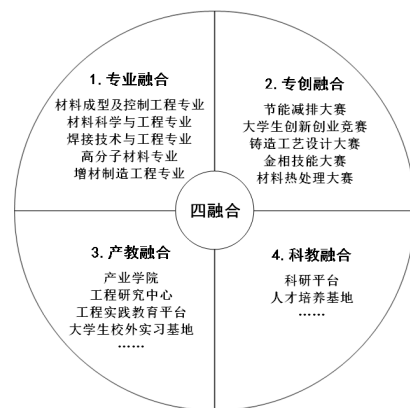 1.专业融合
材料成型及控制工程专业
材料科学与工程专业
焊接技术与工程专业
高分子材料专业
增材制造工程专业
2.专创融合
节能减排大赛
大学生创新创业竞赛
铸造工艺设计大赛
金相技能大赛
材料热处理大赛
四融合
3.产教融合
产业学院
工程研究中心
工程实践教育平台
大学生校外实习基地
……
4.科教融合
科研平台
人才培养基地
……